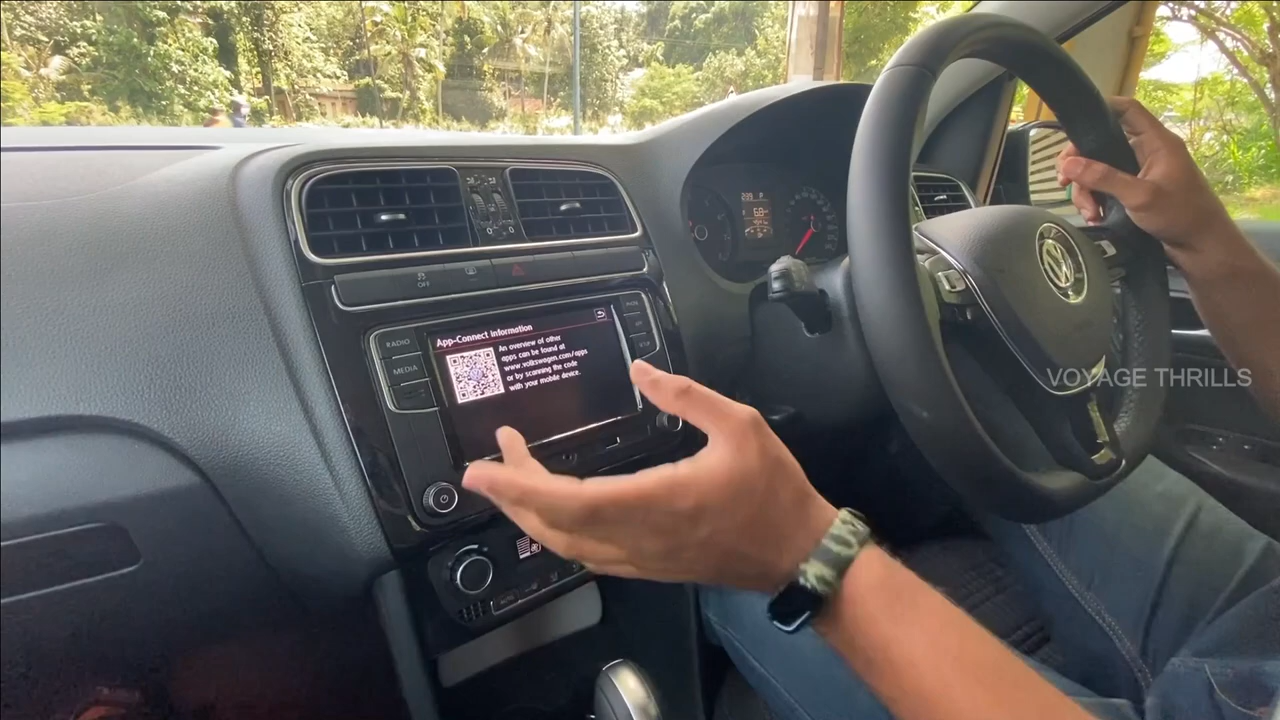 OFF
RADIO
MEDIA
App-Connect Information
An overview of other
apps can be found at
www.volkswagen.com/apps
or by scanning the code
with your mobile device.
VOYAGE THRILLS